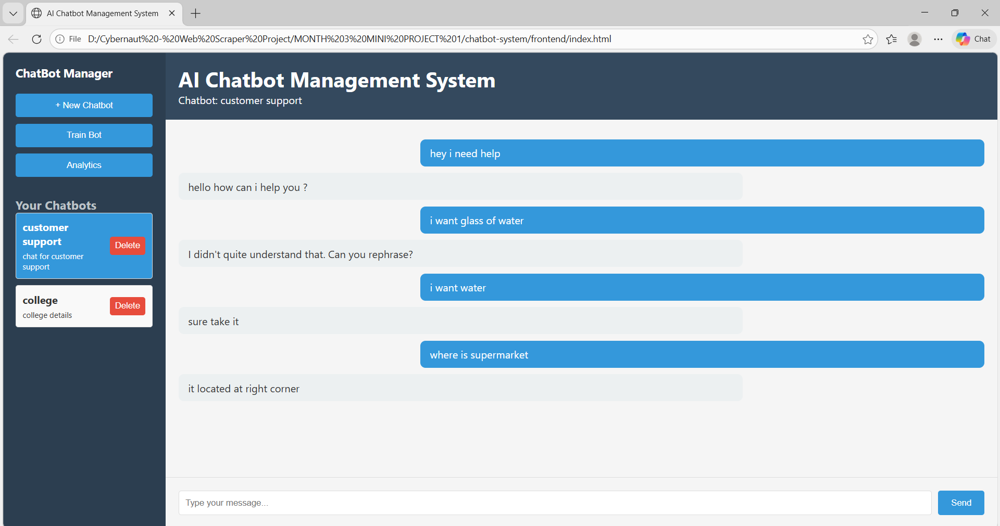 AI Chatbot Management System
File D:/Cybernaut%20-%20Web%20Scraper%20Project/MONTH%203%20MINI%20PROJECT%201/chatbot-system/frontend/index.html
Chat
ChatBot Manager
+ New Chatbot
Train Bot
Analytics
Your Chatbots
customer
support
chat for customer
support
Delete
college
college details
Delete
AI Chatbot Management System
Chatbot: customer support
hey i need help
hello how can i help you ?
i want glass of water
I didn't quite understand that. Can you rephrase?
i want water
sure take it
where is supermarket
it located at right corner
Type your message...
Send